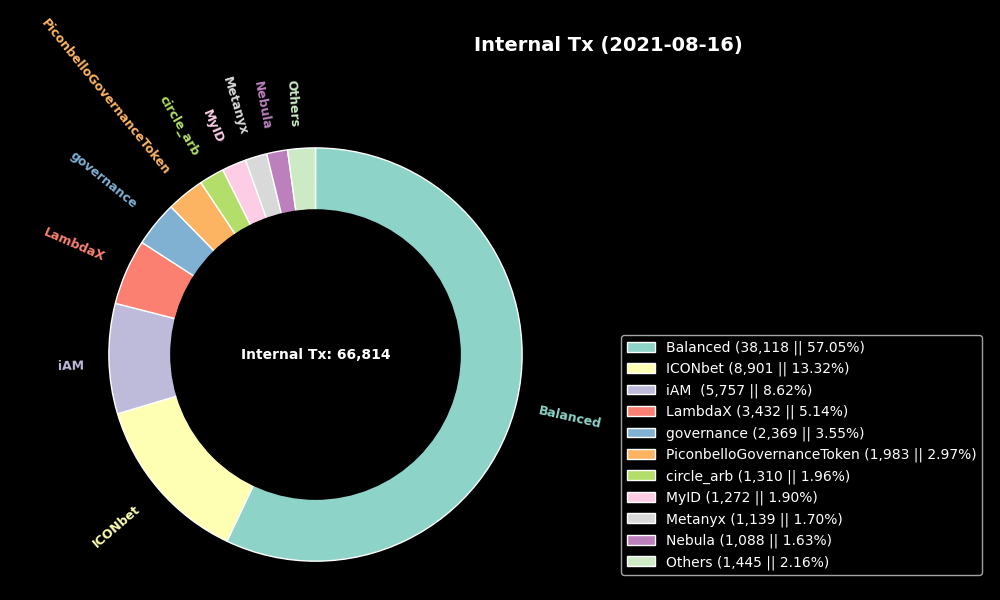 Internal Tx (2021-08-16)
PiconbelloGovernanceToken
circle_arb
MyID
Metanyx
Nebula
Others
governance
LambdaX
iAM
ICONbet
Balanced
Internal Tx: 66,814
Balanced (38,118 || 57.05%)
ICONbet (8,901 || 13.32%)
iAM  (5,757 || 8.62%)
LambdaX (3,432 || 5.14%)
governance (2,369 || 3.55%)
PiconbelloGovernanceToken (1,983 || 2.97%)
circle_arb (1,310 || 1.96%)
MyID (1,272 || 1.90%)
Metanyx (1,139 || 1.70%)
Nebula (1,088 || 1.63%)
Others (1,445 || 2.16%)